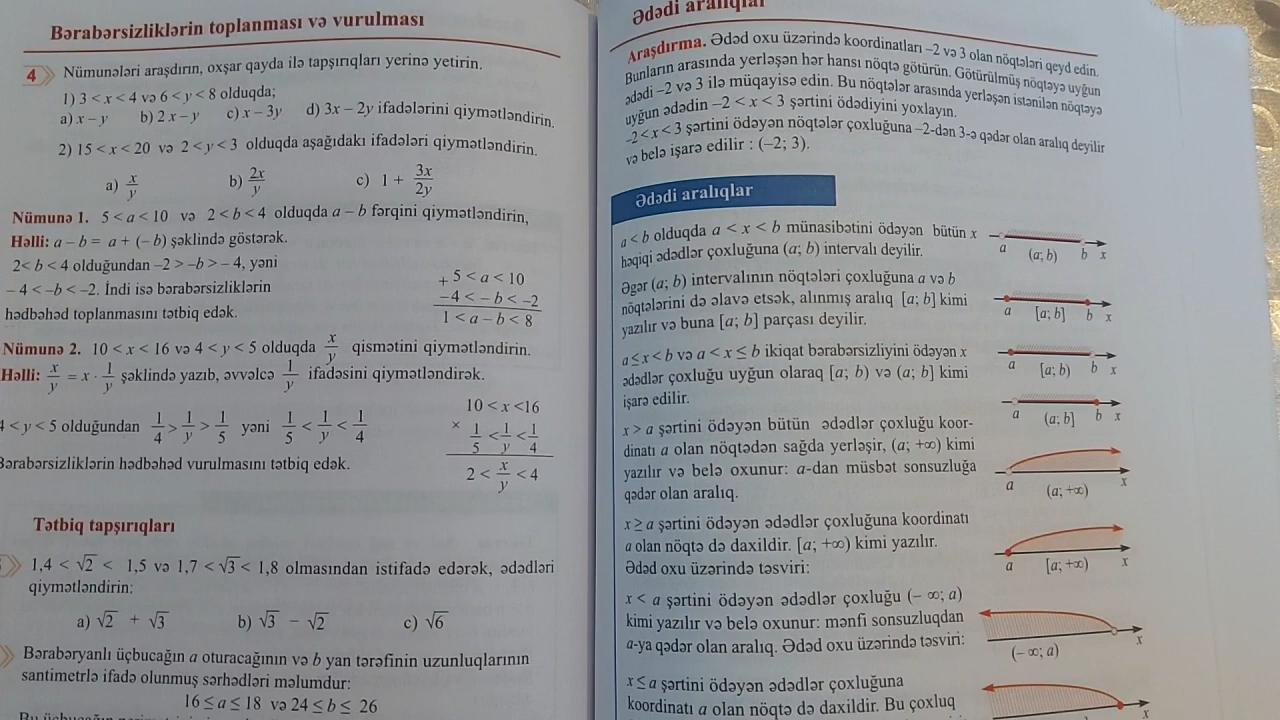 Bərabərsizliklərin toplanması və vurulması
4 Nümunələri araşdırın, oxşar qayda ilə tapşırıqları yerinə yetirin.
1) 3 < x < 4 və 6 < y < 8 olduqda;
a) x – y b) 2x – y c) x – 3y d) 3x – 2y ifadələrini qiymətləndirin.
2) 15 < x < 20 və 2 < y < 3 olduqda aşağıdakı ifadələri qiymətləndirin.
a) x/y b) 2x/y c) 1 + 3x/2y
Nümunə 1. 5 < a < 10 və 2 < b < 4 olduqda a – b fərqini qiymətləndirin,
Həlli: a – b = a + (– b) şəklində göstərək.
2< b < 4 olduğundan –2 > –b > – 4, yəni
– 4 < –b < –2. İndi isə bərabərsizliklərin
hədbəhəd toplanmasını tətbiq edək.
+ 5 < a < 10
–4 < – b < –2
1 < a – b < 8
Nümunə 2. 10 < x < 16 və 4 < y < 5 olduqda x/y qismətini qiymətləndirin.
Həlli: x/y = x · 1/y şəklində yazıb, əvvəlcə 1/y ifadəsini qiymətləndirək.
4 < y < 5 olduğundan 1/4 > 1/y > 1/5 yəni 1/5 < 1/y < 1/4
Bərabərsizliklərin hədbəhəd vurulmasını tətbiq edək.
10 < x <16
× 1/5 < 1/y < 1/4
2 < x/y < 4
Tətbiq tapşırıqları
1,4 < √2 < 1,5 və 1,7 < √3 < 1,8 olmasından istifadə edərək, ədədləri
qiymətləndirin:
a) √2 + √3 b) √3 – √2 c) √6
Bərabəryanlı üçbucağın a oturacağının və b yan tərəfinin uzunluqlarının
santimetrlə ifadə olunmuş sərhədləri məlumdur:
16 ≤ a ≤ 18 və 24 ≤ b ≤ 26
Ədədi aralıqlar
Araşdırma. Ədəd oxu üzərində koordinatları –2 və 3 olan nöqtələri qeyd edin.
Bunların arasında yerləşən hər hansı nöqtə götürün. Götürülmüş nöqtəyə uyğun
ədədi –2 və 3 ilə müqayisə edin. Bu nöqtələr arasında yerləşən istənilən nöqtəyə
uyğun ədədin –2 < x < 3 şərtini ödədiyini yoxlayın.
–2 < x < 3 şərtini ödəyən nöqtələr çoxluğuna –2-dən 3-ə qədər olan aralıq deyilir
və belə işarə edilir : (–2; 3).
Ədədi aralıqlar
a < b olduqda a < x < b münasibətini ödəyən bütün x
həqiqi ədədlər çoxluğuna (a; b) intervalı deyilir.
a (a; b) b x
Əgər (a; b) intervalının nöqtələri çoxluğuna a və b
nöqtələrini də əlavə etsək, alınmış aralıq [a; b] kimi
yazılır və buna [a; b] parçası deyilir.
a [a; b] b x
a ≤ x < b və a < x ≤ b ikiqat bərabərsizliyini ödəyən x
ədədlər çoxluğu uyğun olaraq [a; b) və (a; b] kimi
işarə edilir.
a [a; b) b x
a (a; b] b x
x > a şərtini ödəyən bütün ədədlər çoxluğu koor-
dinatı a olan nöqtədən sağda yerləşir, (a; +∞) kimi
yazılır və belə oxunur: a-dan müsbət sonsuzluğa
qədər olan aralıq.
a (a; +∞) x
x ≥ a şərtini ödəyən ədədlər çoxluğuna koordinatı
a olan nöqtə də daxildir. [a; +∞) kimi yazılır.
Ədəd oxu üzərində təsviri:
a [a; +∞) x
x < a şərtini ödəyən ədədlər çoxluğu (– ∞; a)
kimi yazılır və belə oxunur: mənfi sonsuzluqdan
a-ya qədər olan aralıq. Ədəd oxu üzərində təsviri:
(– ∞; a) x
x ≤ a şərtini ödəyən ədədlər çoxluğuna
koordinatı a olan nöqtə də daxildir. Bu çoxluq
x